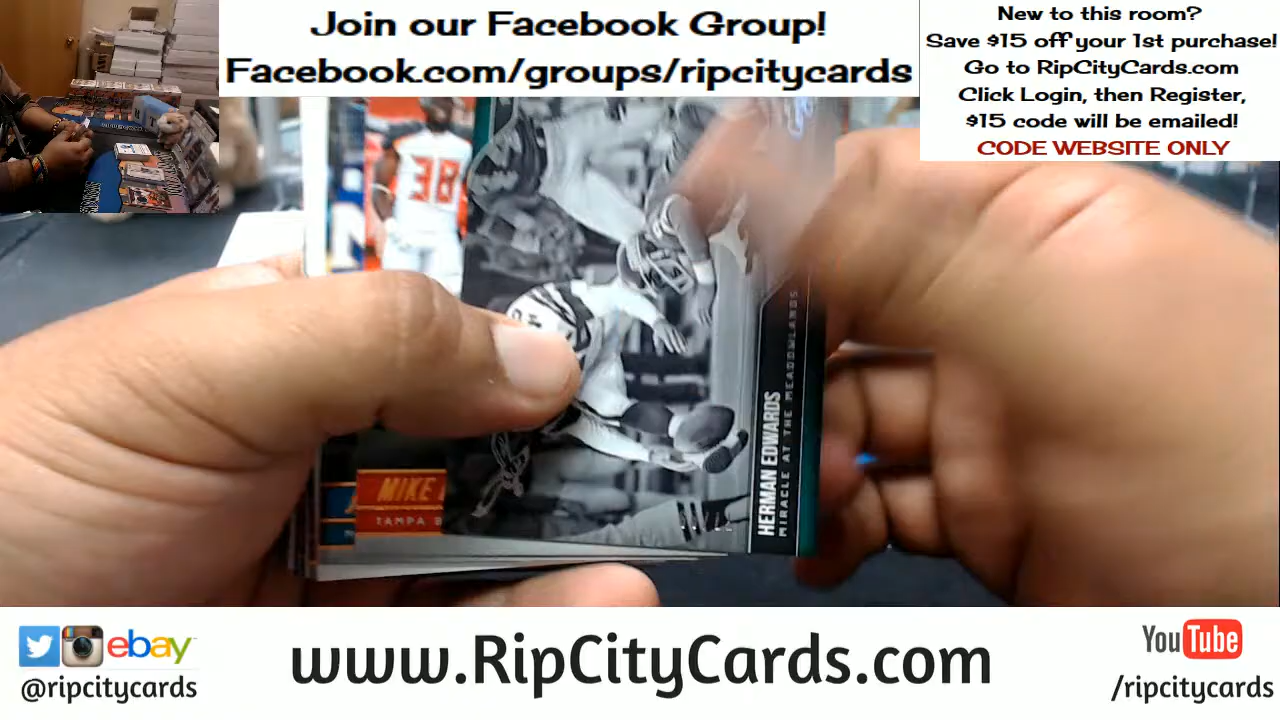 Join our Facebook Group!
Facebook.com/groups/ripcitycards
New to this room?
Save $15 off your 1st purchase!
Go to RipCityCards.com
Click Login, then Register,
$15 code will be emailed!
CODE WEBSITE ONLY
38
MIKE
TAMPA B
HERMAN EDWARDS
MIRACLE AT THE MEADOWLANDS
ebay
@ripcitycards
www.RipCityCards.com
YouTube
/ripcitycards